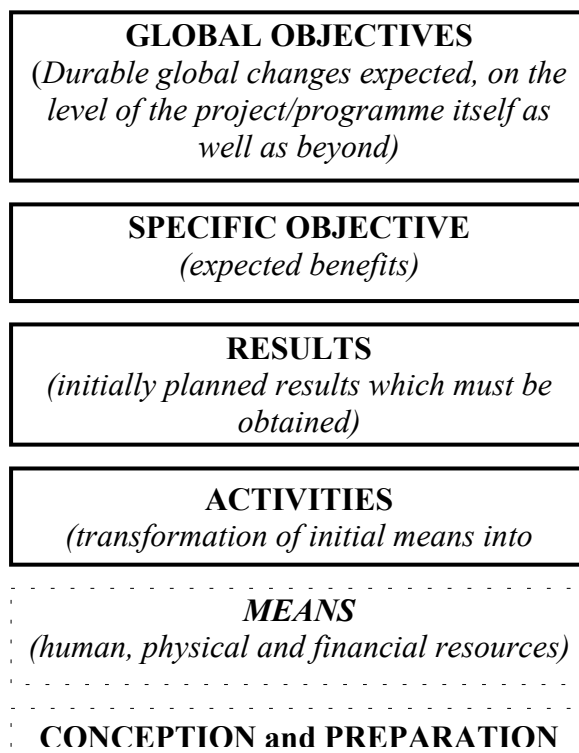 GLOBAL OBJECTIVES
(Durable global changes expected, on the
level of the project/programme itself as
well as beyond)
SPECIFIC OBJECTIVE
(expected benefits)
RESULTS
(initially planned results which must be
obtained)
ACTIVITIES
(transformation of initial means into
MEANS
(human, physical and financial resources)
CONCEPTION and PREPARATION